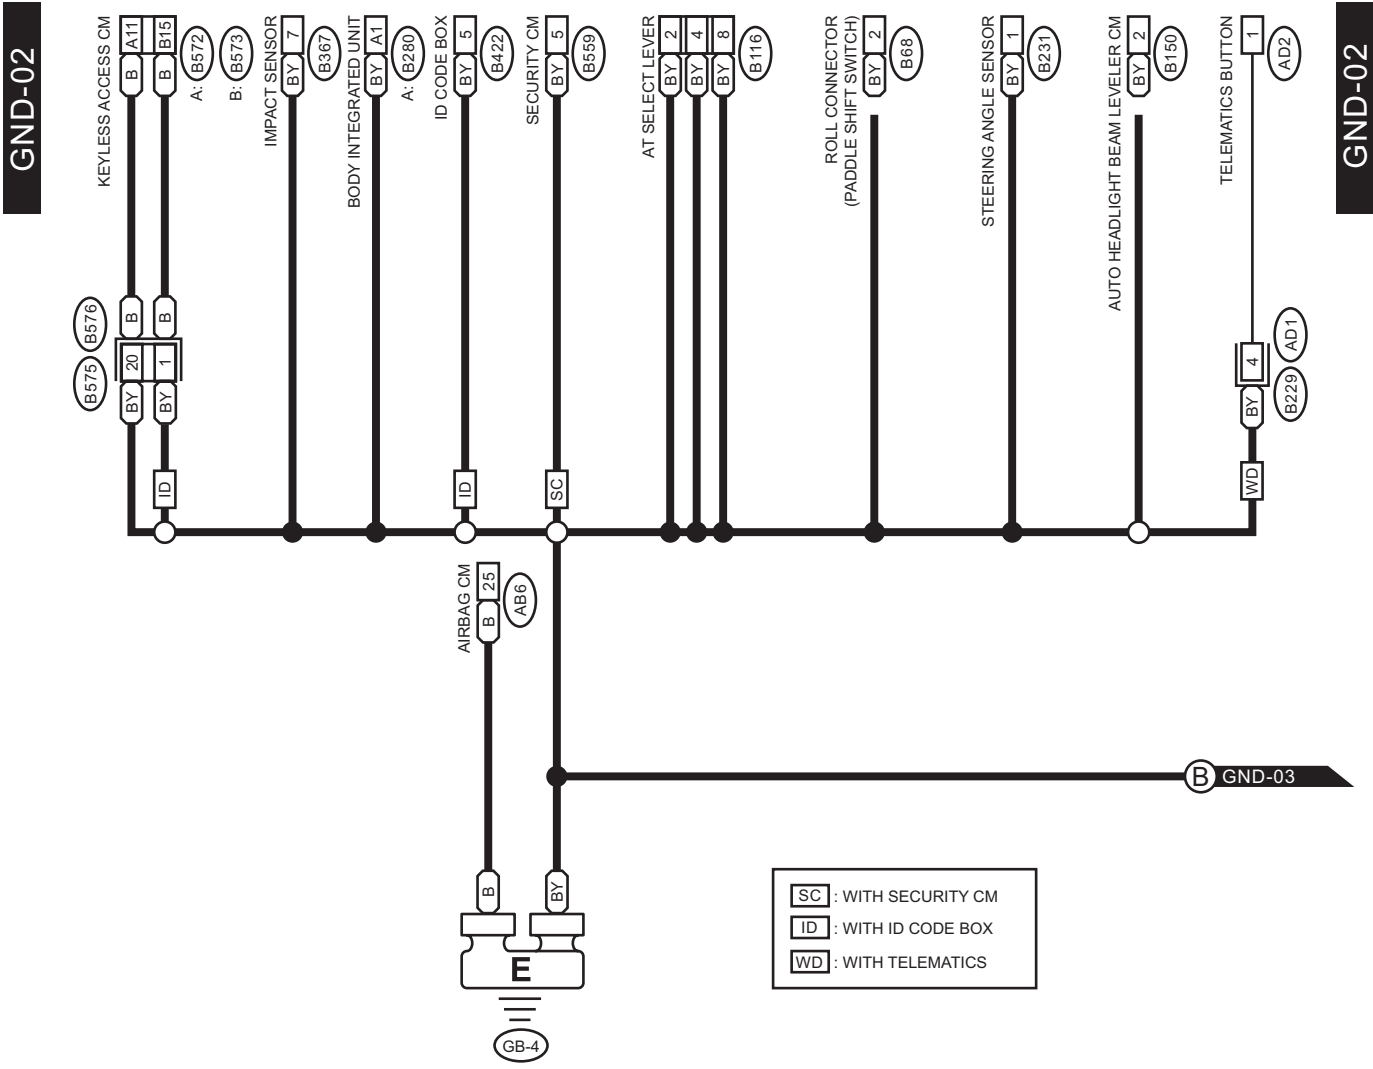 GND-02
GND-02
KEYLESS ACCESS CM
A11
B15
B
B
B572
A:
B573
B:
IMPACT SENSOR
7
BY
B367
BODY INTEGRATED UNIT
A1
BY
B280
A:
ID CODE BOX
5
BY
B422
SECURITY CM
5
BY
B559
AT SELECT LEVER
2
4
8
BY
BY
BY
B116
ROLL CONNECTOR
(PADDLE SHIFT SWITCH)
2
BY
B68
STEERING ANGLE SENSOR
1
BY
B231
AUTO HEADLIGHT BEAM LEVELER CM
2
BY
B150
TELEMATICS BUTTON
1
AD2
B576
B
B
B575
20
1
BY
BY
4
AD1
BY
B229
ID
ID
SC
WD
AIRBAG CM
25
B
AB6
B GND-03
B
BY
E
GB-4
SC : WITH SECURITY CM
ID : WITH ID CODE BOX
WD : WITH TELEMATICS